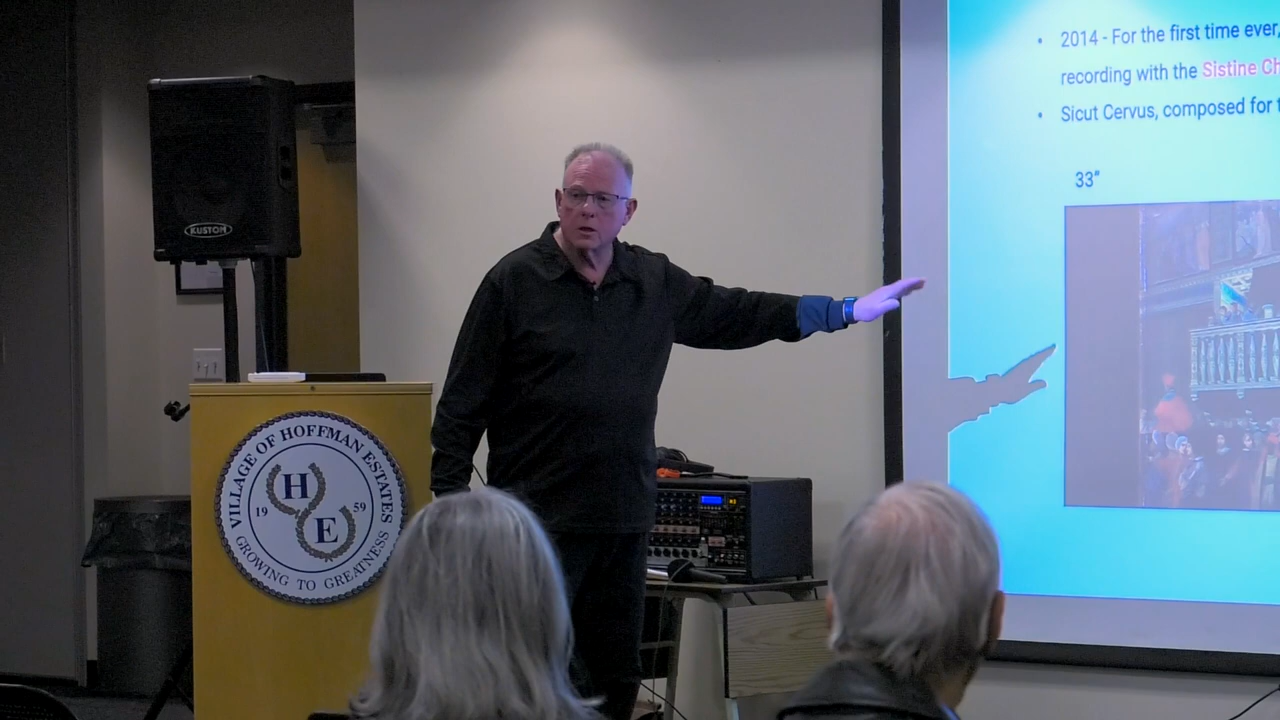 • 2014 - For the first time ever,
recording with the Sistine Ch
• Sicut Cervus, composed for t
33”
KUSTOM
VILLAGE OF HOFFMAN ESTATES
H
19 59
E
GROWING TO GREATNESS